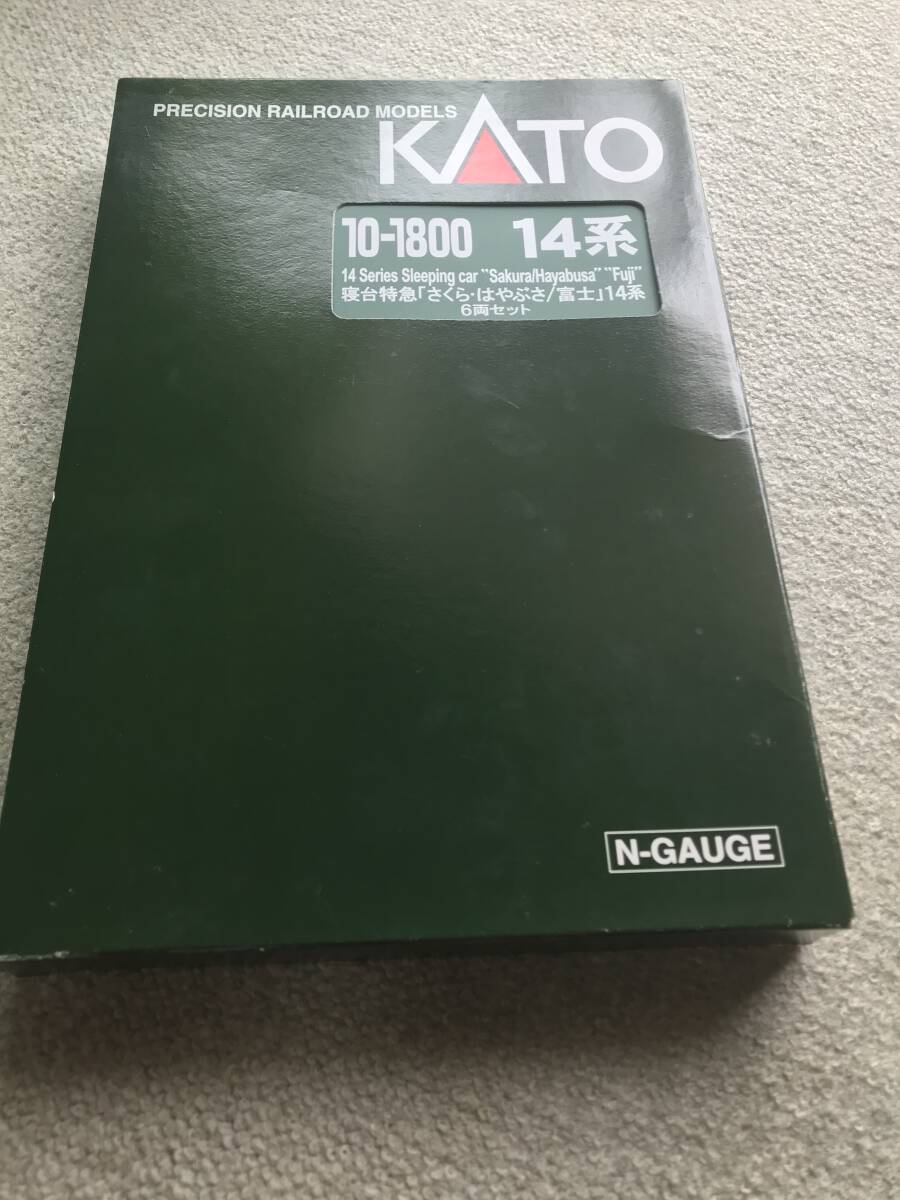 PRECISION RAILROAD MODELS
KATO
10-1800 14系
14 Series Sleeping car "Sakura/Hayabusa" "Fuji"
寝台特急「さくら・はやぶさ/富士」14系
6両セット
N-GAUGE